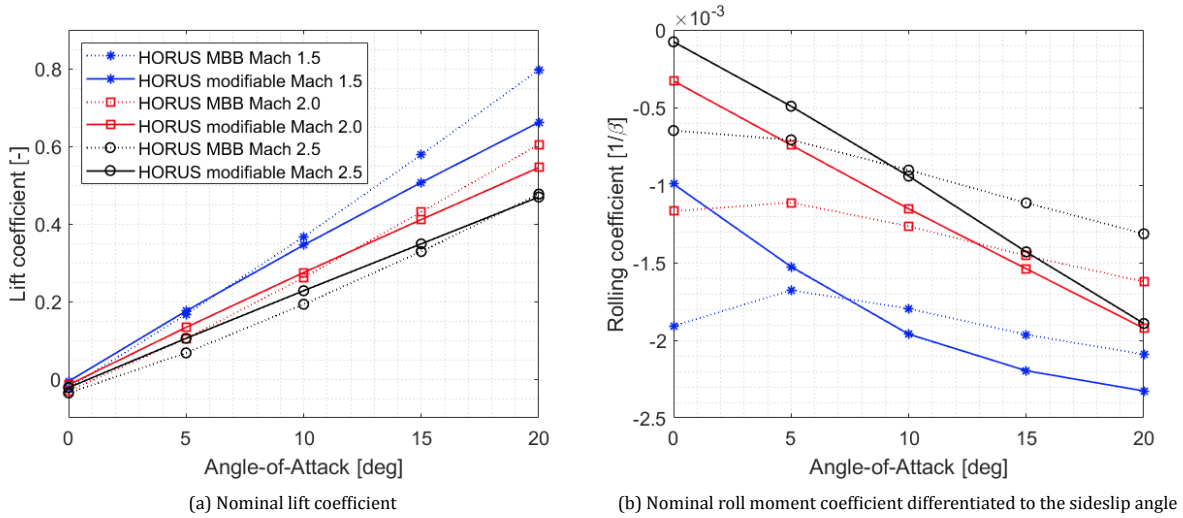 HORUS MBB Mach 1.5
HORUS modifiable Mach 1.5
HORUS MBB Mach 2.0
HORUS modifiable Mach 2.0
HORUS MBB Mach 2.5
HORUS modifiable Mach 2.5
0.8
0.6
0.4
0.2
0
Lift coefficient [-]
0 5 10 15 20
Angle-of-Attack [deg]
(a) Nominal lift coefficient
×10⁻³
0
-0.5
-1
-1.5
-2
-2.5
Rolling coefficient [1/β]
0 5 10 15 20
Angle-of-Attack [deg]
(b) Nominal roll moment coefficient differentiated to the sideslip angle